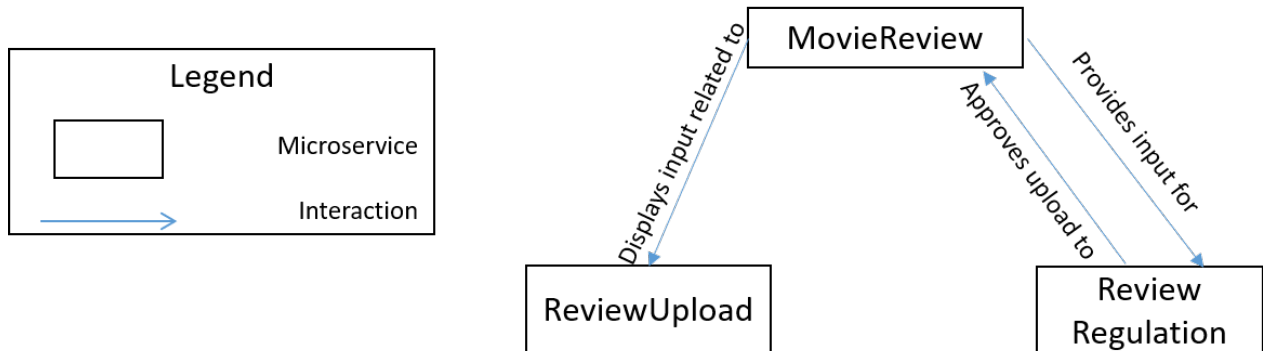 Legend
Microservice
Interaction
MovieReview
Displays input related to
Approves upload to
Provides input for
ReviewUpload
Review
Regulation